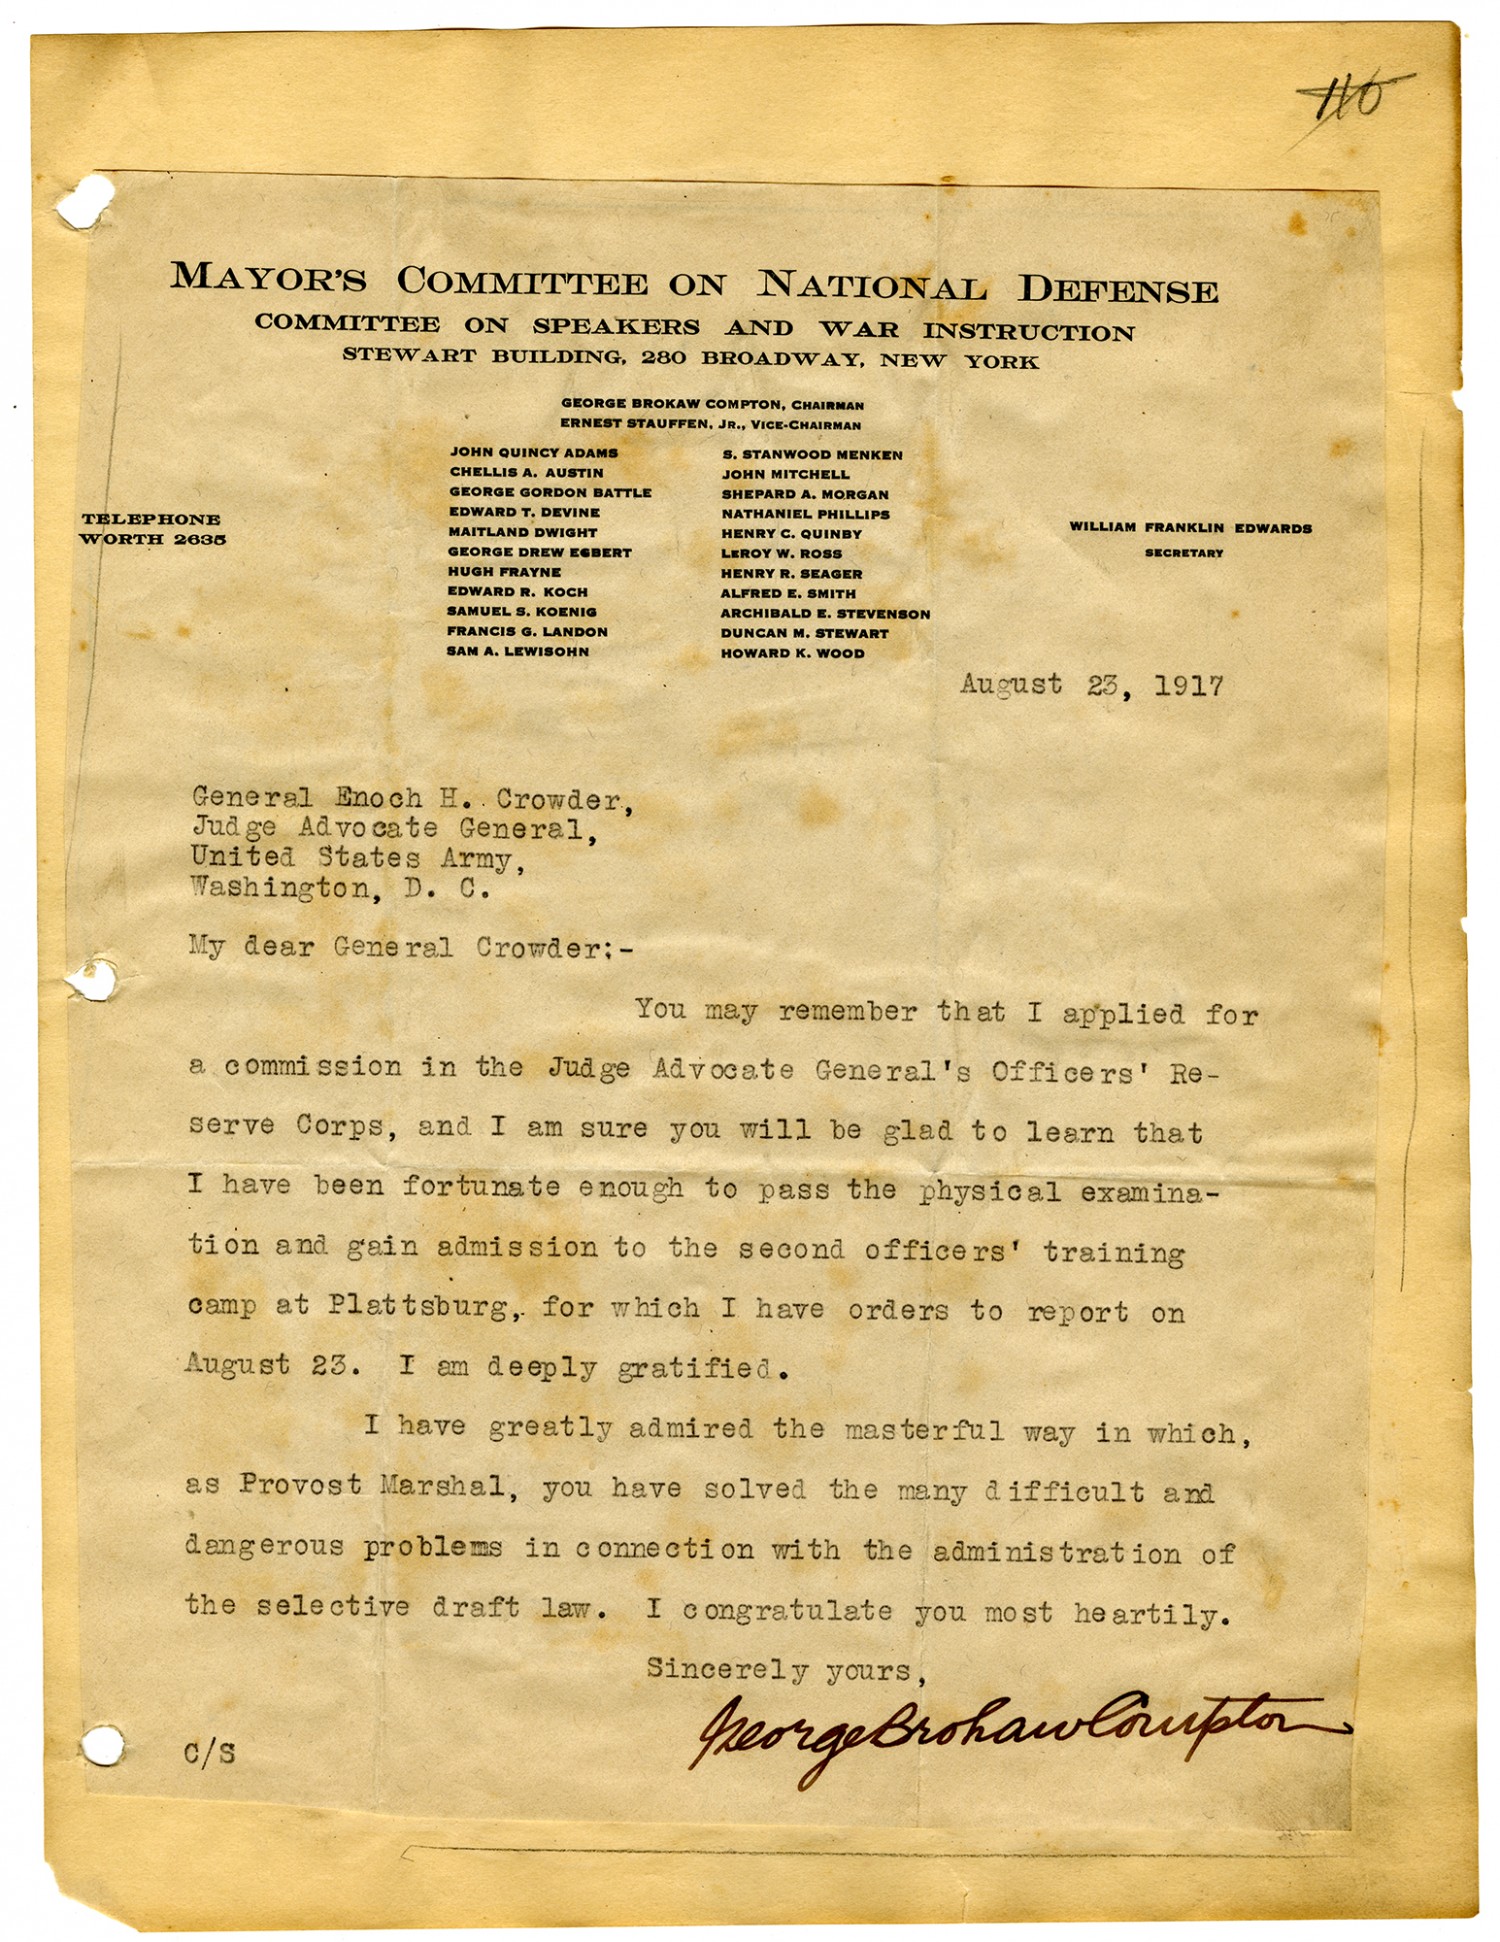 116
MAYOR'S COMMITTEE ON NATIONAL DEFENSE
COMMITTEE ON SPEAKERS AND WAR INSTRUCTION
STEWART BUILDING, 280 BROADWAY, NEW YORK
GEORGE BROKAW COMPTON, CHAIRMAN
ERNEST STAUFFEN, JR., VICE-CHAIRMAN
JOHN QUINCY ADAMS
CHELLIS A. AUSTIN
GEORGE GORDON BATTLE
EDWARD T. DEVINE
MAITLAND DWIGHT
GEORGE DREW EGBERT
HUGH FRAYNE
EDWARD R. KOCH
SAMUEL S. KOENIG
FRANCIS G. LANDON
SAM A. LEWISOHN
S. STANWOOD MENKEN
JOHN MITCHELL
SHEPARD A. MORGAN
NATHANIEL PHILLIPS
HENRY C. QUINBY
LEROY W. ROSS
HENRY R. SEAGER
ALFRED E. SMITH
ARCHIBALD E. STEVENSON
DUNCAN M. STEWART
HOWARD K. WOOD
TELEPHONE
WORTH 2635
WILLIAM FRANKLIN EDWARDS
SECRETARY
August 23, 1917
General Enoch H. Crowder,
Judge Advocate General,
United States Army,
Washington, D. C.
My dear General Crowder:-
You may remember that I applied for
a commission in the Judge Advocate General's Officers' Re-
serve Corps, and I am sure you will be glad to learn that
I have been fortunate enough to pass the physical examina-
tion and gain admission to the second officers' training
camp at Plattsburg, for which I have orders to report on
August 23. I am deeply gratified.
I have greatly admired the masterful way in which,
as Provost Marshal, you have solved the many difficult and
dangerous problems in connection with the administration of
the selective draft law. I congratulate you most heartily.
Sincerely yours,
George Brokaw Compton
C/S